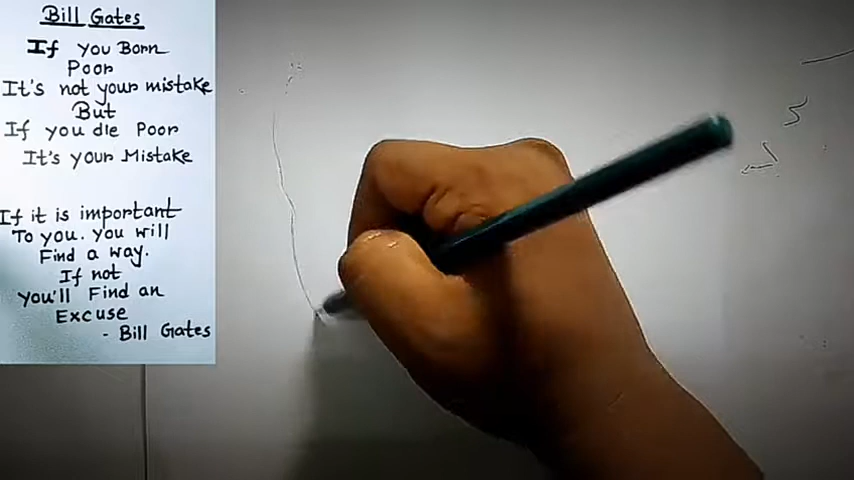 Bill Gates
If you Born
Poor
It's not your mistake
But
If you die Poor
It's your Mistake
If it is important
To you. you will
Find a way.
If not
you'll Find an
Excuse
- Bill Gates